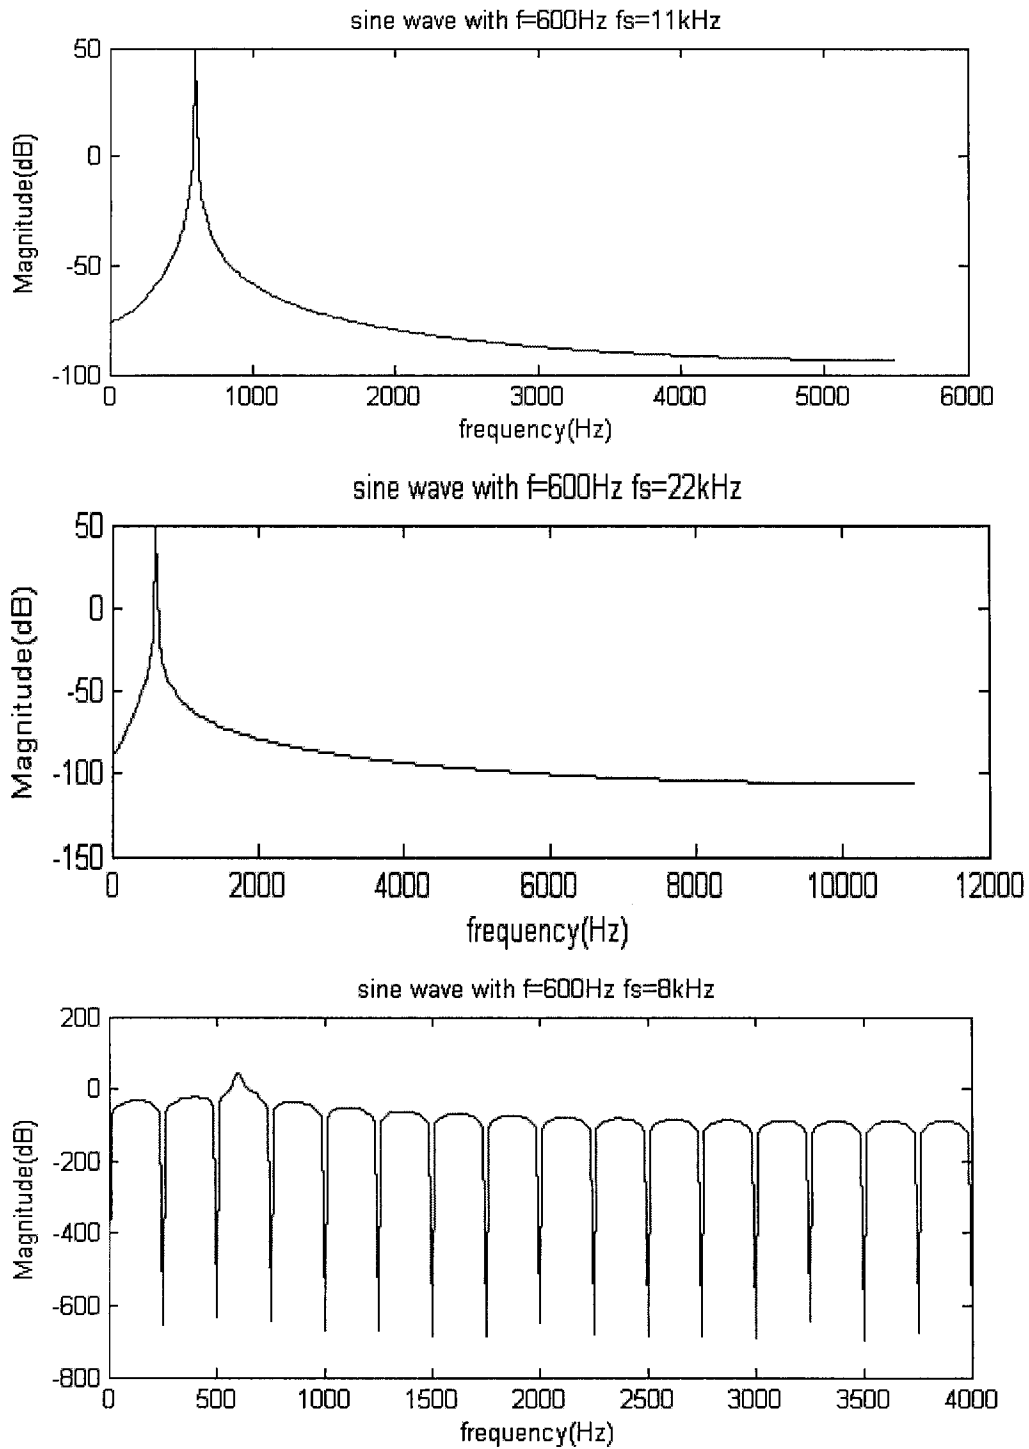 sine wave with f=600Hz fs=11kHz
50
0
-50
-100
Magnitude(dB)
0 1000 2000 3000 4000 5000 6000
frequency(Hz)
sine wave with f=600Hz fs=22kHz
50
0
-50
-100
-150
Magnitude(dB)
0 2000 4000 6000 8000 10000 12000
frequency(Hz)
sine wave with f=600Hz fs=8kHz
200
0
-200
-400
-600
-800
Magnitude(dB)
0 500 1000 1500 2000 2500 3000 3500 4000
frequency(Hz)